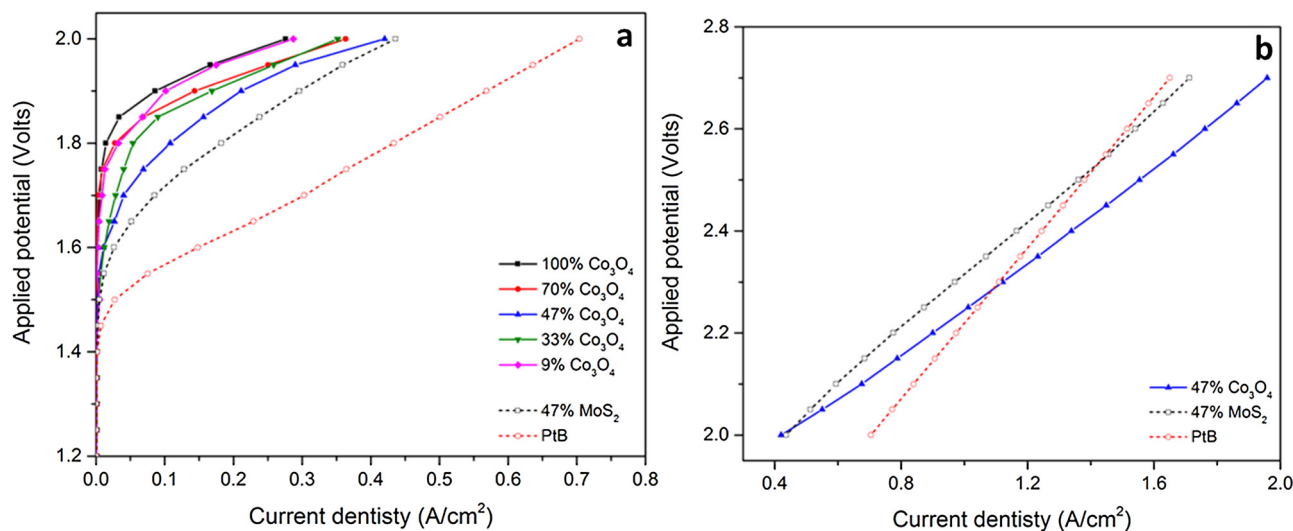 a
Applied potential (Volts)
2.0
1.8
1.6
1.4
1.2
0.0 0.1 0.2 0.3 0.4 0.5 0.6 0.7 0.8
Current dentisty (A/cm²)
100% Co₃O₄
70% Co₃O₄
47% Co₃O₄
33% Co₃O₄
9% Co₃O₄
47% MoS₂
PtB
b
Applied potential (Volts)
2.8
2.6
2.4
2.2
2.0
0.4 0.8 1.2 1.6 2.0
Current dentisty (A/cm²)
47% Co₃O₄
47% MoS₂
PtB